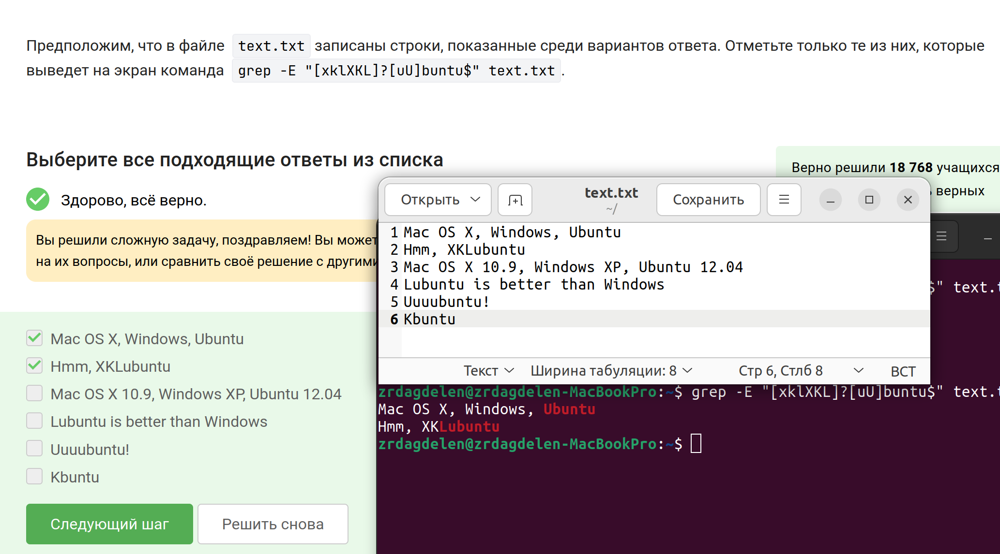 Предположим, что в файле text.txt записаны строки, показанные среди вариантов ответа. Отметьте только те из них, которые
выведет на экран команда grep -E "[xklXKL]?[uU]buntu$" text.txt.
Выберите все подходящие ответы из списка
Верно решили 18 768 учащихся
верных
Здорово, всё верно.
Вы решили сложную задачу, поздравляем! Вы
на их вопросы, или сравнить своё решение с
Mac OS X, Windows, Ubuntu
Hmm, XKLubuntu
Mac OS X 10.9, Windows XP, Ubuntu 12.04
Lubuntu is better than Windows
Uuuubuntu!
Kbuntu
Следующий шаг
Решить снова
Открыть
text.txt
~/
Сохранить
1 Mac OS X, Windows, Ubuntu
2 Hmm, XKLubuntu
3 Mac OS X 10.9, Windows XP, Ubuntu 12.04
4 Lubuntu is better than Windows
5 Uuuubuntu!
6 Kbuntu
Текст
Ширина табуляции: 8
Стр 6, Стлб 8
ВСТ
$" text.t
zrdagdelen@zrdagdelen-MacBookPro:~$ grep -E "[xklXKL]?[uU]buntu$" text.t
Mac OS X, Windows, Ubuntu
Hmm, XKLubuntu
zrdagdelen@zrdagdelen-MacBookPro:~$